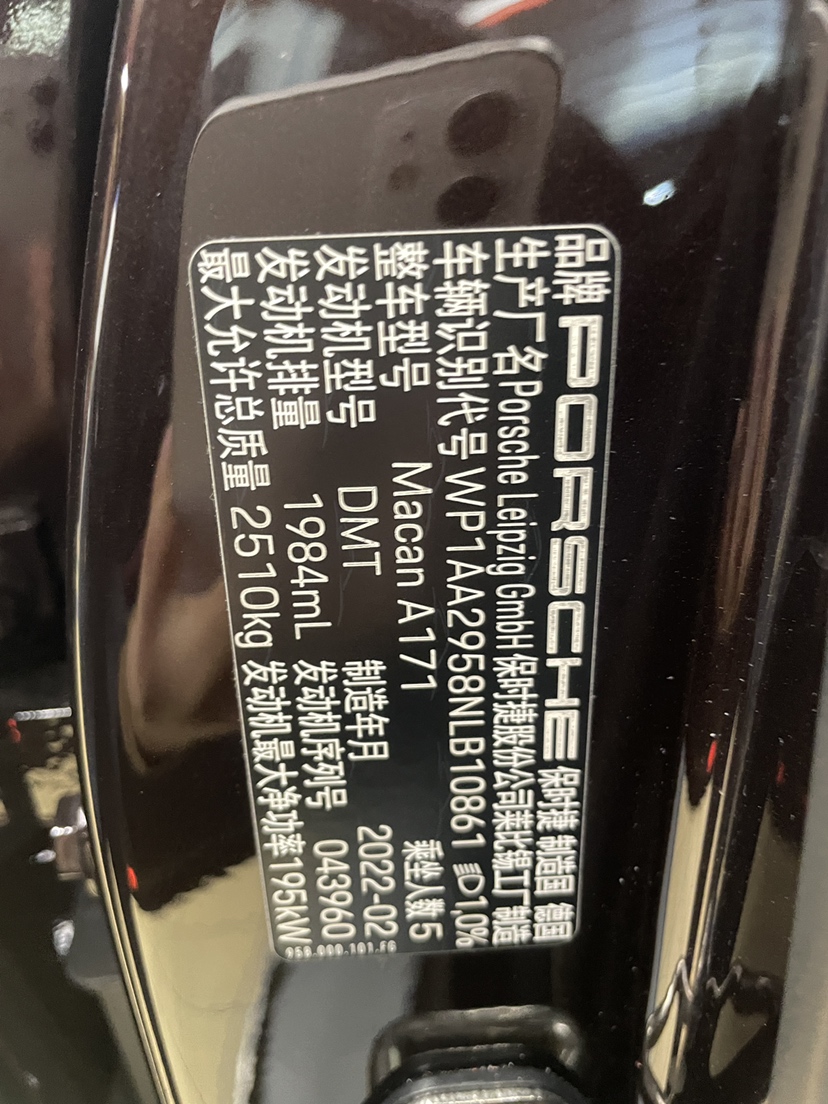 品牌 PORSCHE 保时捷 制造国 德国
生产厂名 Porsche Leipzig GmbH 保时捷股份公司莱比锡工厂制造
车辆识别代号 WP1AA2958NLB10861 1,0%
整车型号 Macan A171 乘坐人数 5
发动机型号 DMT 制造年月 2022-02
发动机排量 1984mL 发动机序列号 043960
最大允许总质量 2510kg 发动机最大净功率 195kW
95B.000.101.FG